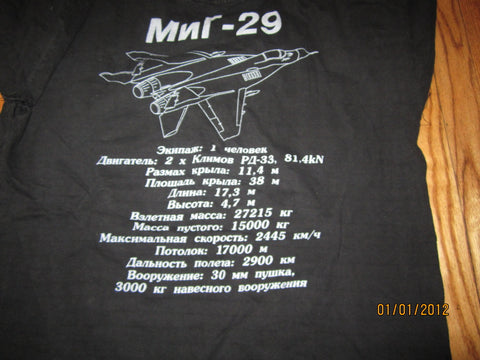 МиГ-29
Экипаж: 1 человек
Двигатель: 2 х Климов РД-33, 81,4kN
Размах крыла: 11,4 м
Площадь крыла: 38 м
Длина: 17,3 м
Высота: 4,7 м
Взлетная масса: 27215 кг
Масса пустого: 15000 кг
Максимальная скорость: 2445 км/ч
Потолок: 17000 м
Дальность полета: 2900 км
Вооружение: 30 мм пушка,
3000 кг навесного вооружения
01/01/2012